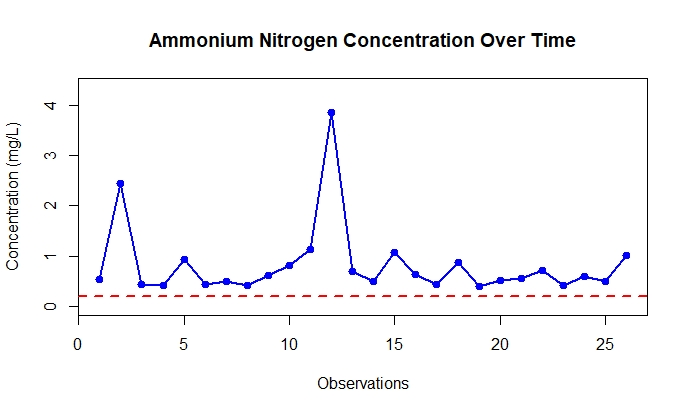 Ammonium Nitrogen Concentration Over Time
Concentration (mg/L)
4
3
2
1
0
0 5 10 15 20 25
Observations